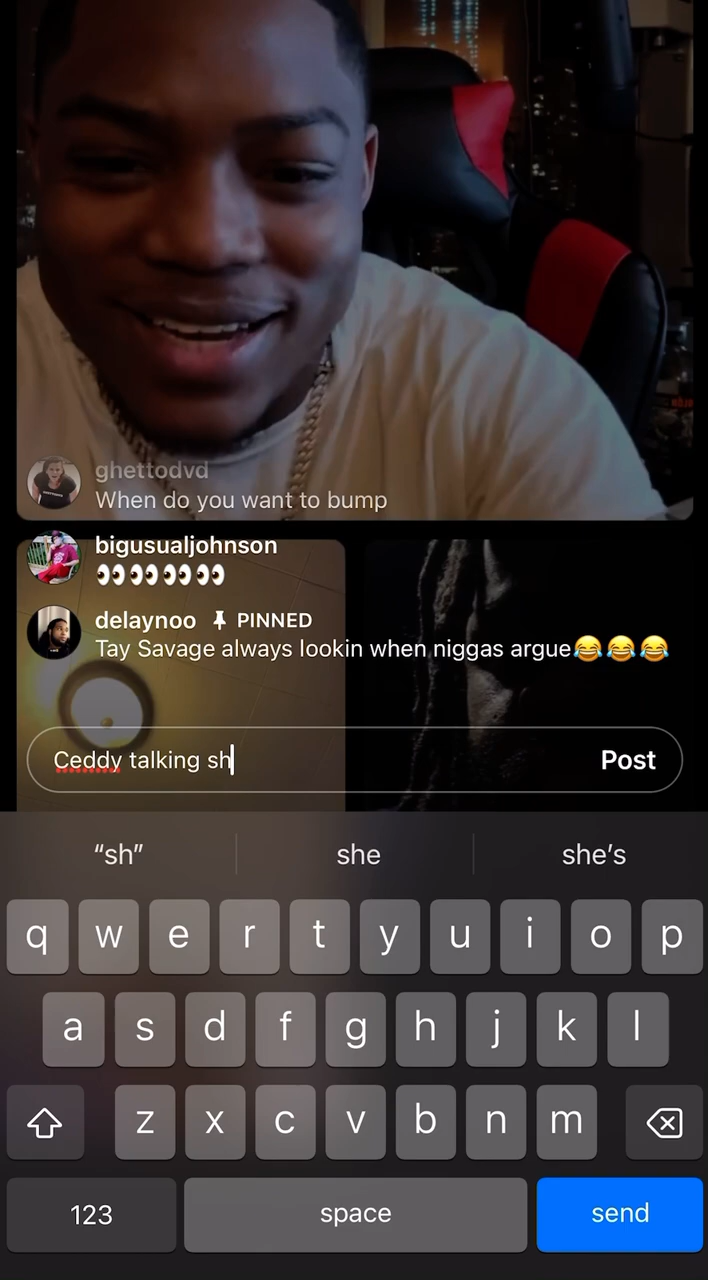 ghettodvd
When do you want to bump
bigusualjohnson
👀👀👀👀👀👀👀
delaynoo PINNED
Tay Savage always lookin when niggas argue😂😂😂
Ceddy talking sh Post
“sh” she she’s
q w e r t y u i o p
a s d f g h j k l
z x c v b n m
123 space send